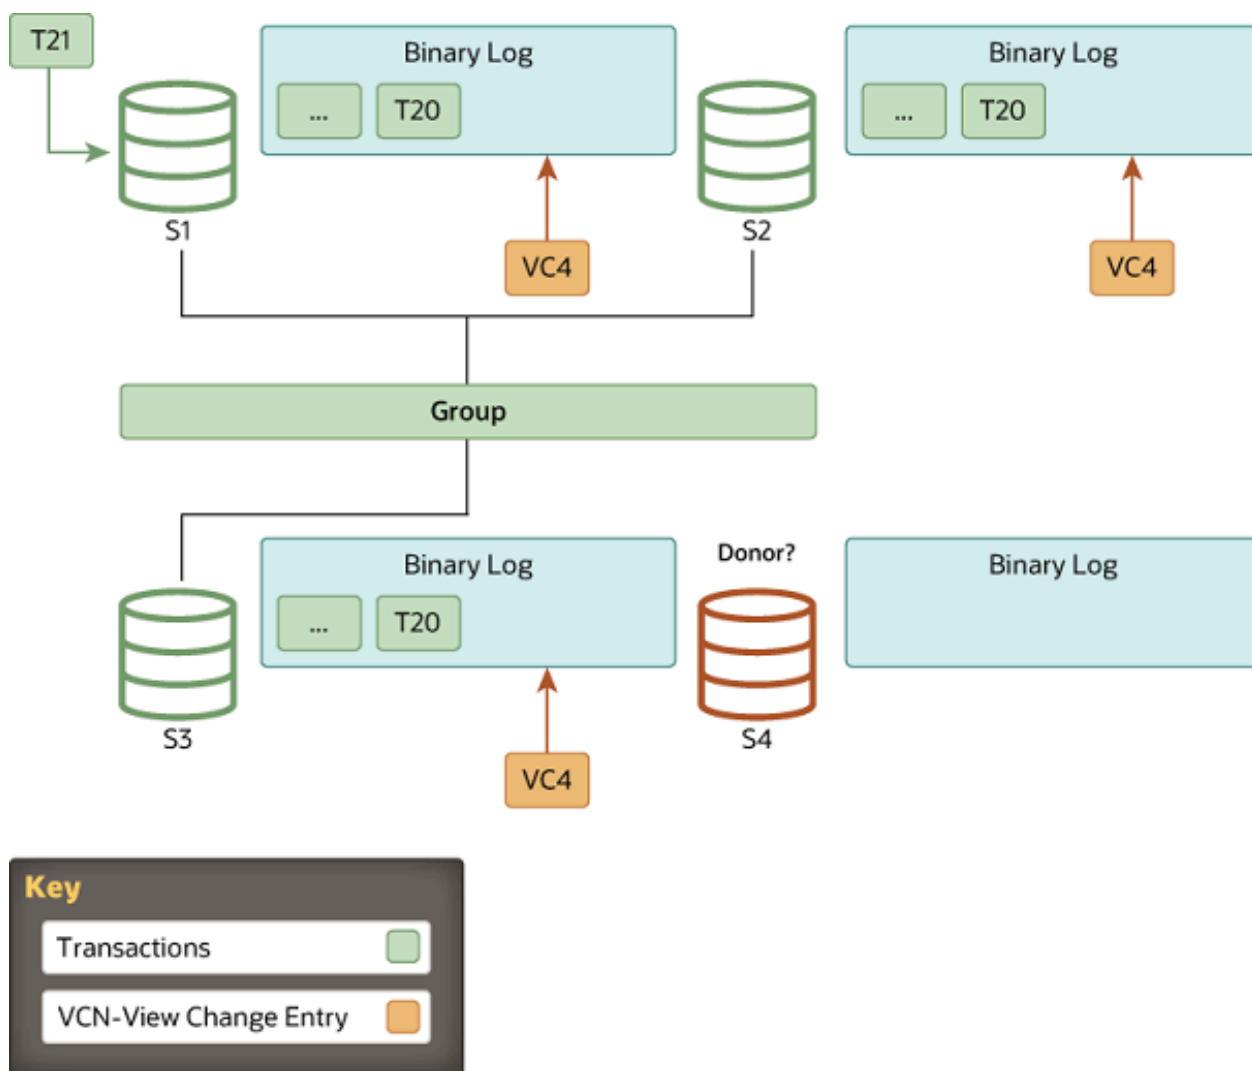 T21
Binary Log
... T20
S1
VC4
Binary Log
... T20
S2
VC4
Group
Binary Log
... T20
S3
VC4
Donor?
S4
Binary Log
Key
Transactions
VCN-View Change Entry